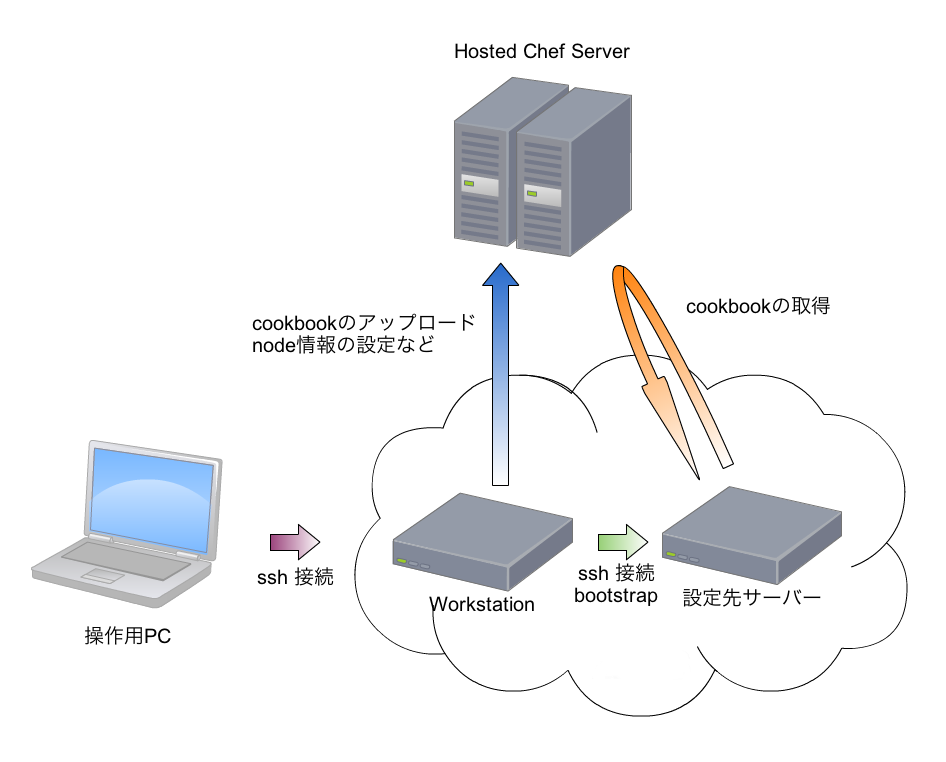 Hosted Chef Server
cookbookのアップロード
node情報の設定など
cookbookの取得
ssh 接続
ssh 接続
bootstrap
Workstation
設定先サーバー
操作用PC